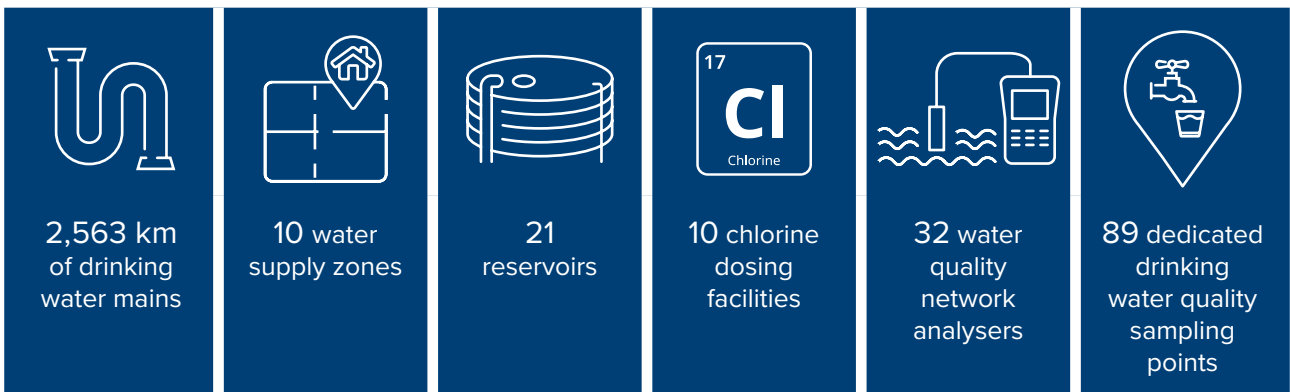 2,563 km
of drinking
water mains
10 water
supply zones
21
reservoirs
17
Cl
Chlorine
10 chlorine
dosing
facilities
32 water
quality
network
analysers
89 dedicated
drinking
water quality
sampling
points